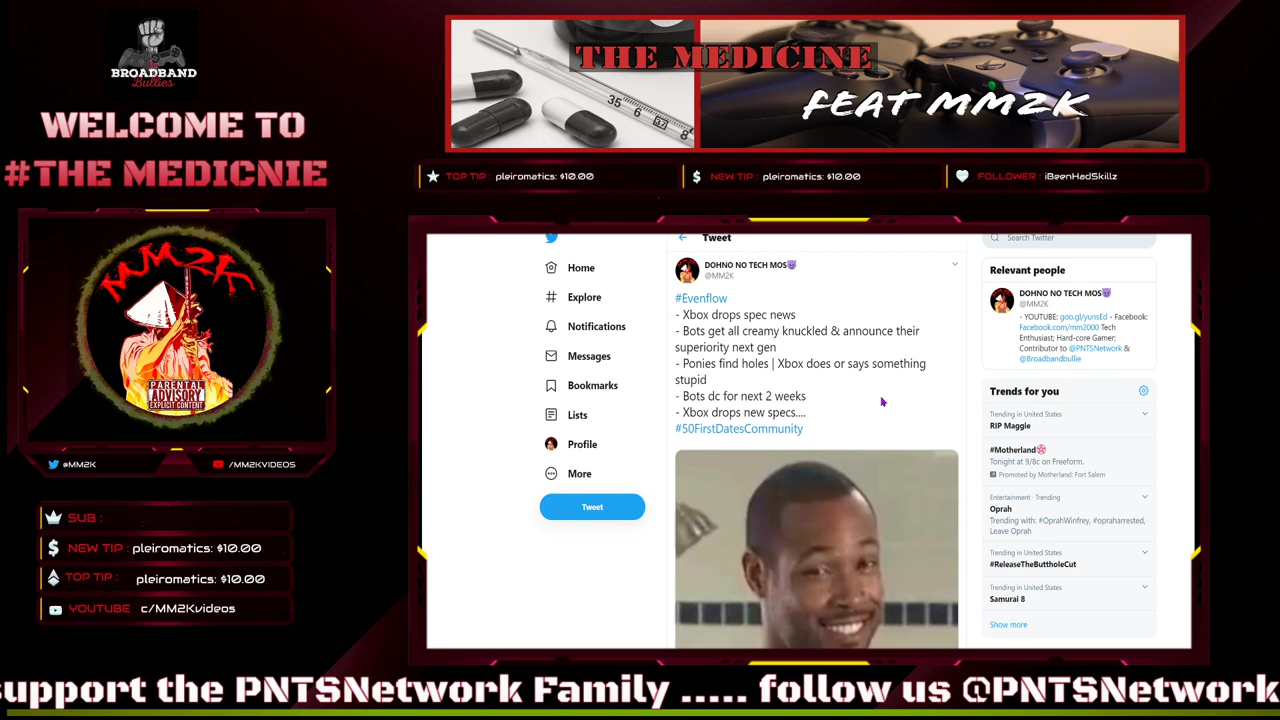 BROADBAND
Bullies
WELCOME TO
#THE MEDICNIE
THE MEDICINE
FEAT MM2K
35
6
37
8
TOP TIP : pleiromatics: $10.00
NEW TIP : pleiromatics: $10.00
FOLLOWER : iBeenHadSkillz
MM2K
PARENTAL
ADVISORY
EXPLICIT CONTENT
@MM2K
/MM2KVIDEOS
SUB :
NEW TIP : pleiromatics: $10.00
TOP TIP : pleiromatics: $10.00
YOUTUBE c/MM2Kvideos
Home
Explore
Notifications
Messages
Bookmarks
Lists
Profile
More
Tweet
Tweet
DOHNO NO TECH MOS😈
@MM2K
#Evenflow
- Xbox drops spec news
- Bots get all creamy knuckled & announce their
superiority next gen
- Ponies find holes | Xbox does or says something
stupid
- Bots dc for next 2 weeks
- Xbox drops new specs....
#50FirstDatesCommunity
Search Twitter
Relevant people
DOHNO NO TECH MOS😈
@MM2K
- YOUTUBE: goo.gl/yunsEd - Facebook:
Facebook.com/mm2000 Tech
Enthusiast; Hard-core Gamer:
Contributor to @PNTSNetwork &
@Broadbandbullie
Trends for you
Trending in United States
RIP Maggie
#Motherland
Tonight at 9/8c on Freeform.
Promoted by Motherland: Fort Salem
Entertainment · Trending
Oprah
Trending with: #OprahWinfrey, #opraharrested,
Leave Oprah
Trending in United States
#ReleaseTheButtholeCut
Trending in United States
Samurai 8
Show more
support the PNTSNetwork Family ..... follow us @PNTSNetwork